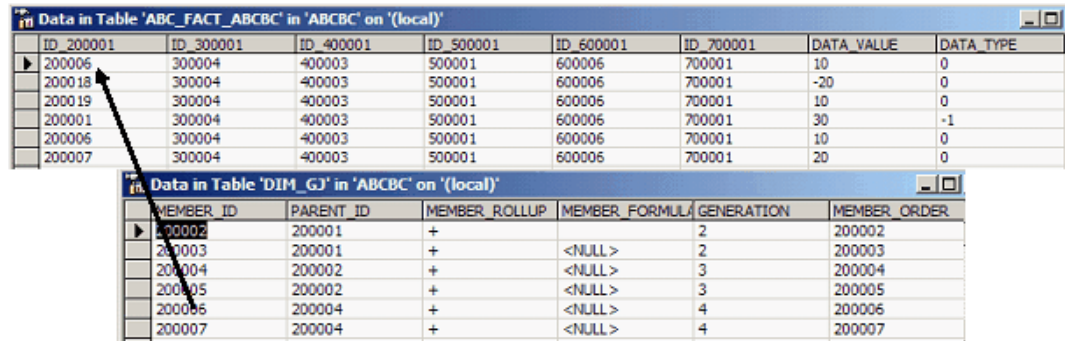 Data in Table 'ABC_FACT_ABCBC' in 'ABCBC' on '(local)'
ID_200001 ID_300001 ID_400001 ID_500001 ID_600001 ID_700001 DATA_VALUE DATA_TYPE
200006 300004 400003 500001 600006 700001 10 0
200018 300004 400003 500001 600006 700001 -20 0
200019 300004 400003 500001 600006 700001 10 0
200001 300004 400003 500001 600006 700001 30 -1
200006 300004 400003 500001 600006 700001 10 0
200007 300004 400003 500001 600006 700001 20 0
Data in Table 'DIM_GJ' in 'ABCBC' on '(local)'
MEMBER_ID PARENT_ID MEMBER_ROLLUP MEMBER_FORMULA GENERATION MEMBER_ORDER
200002 200001 + 2 200002
200003 200001 + <NULL> 2 200003
200004 200002 + <NULL> 3 200004
200005 200002 + <NULL> 3 200005
200006 200004 + <NULL> 4 200006
200007 200004 + <NULL> 4 200007